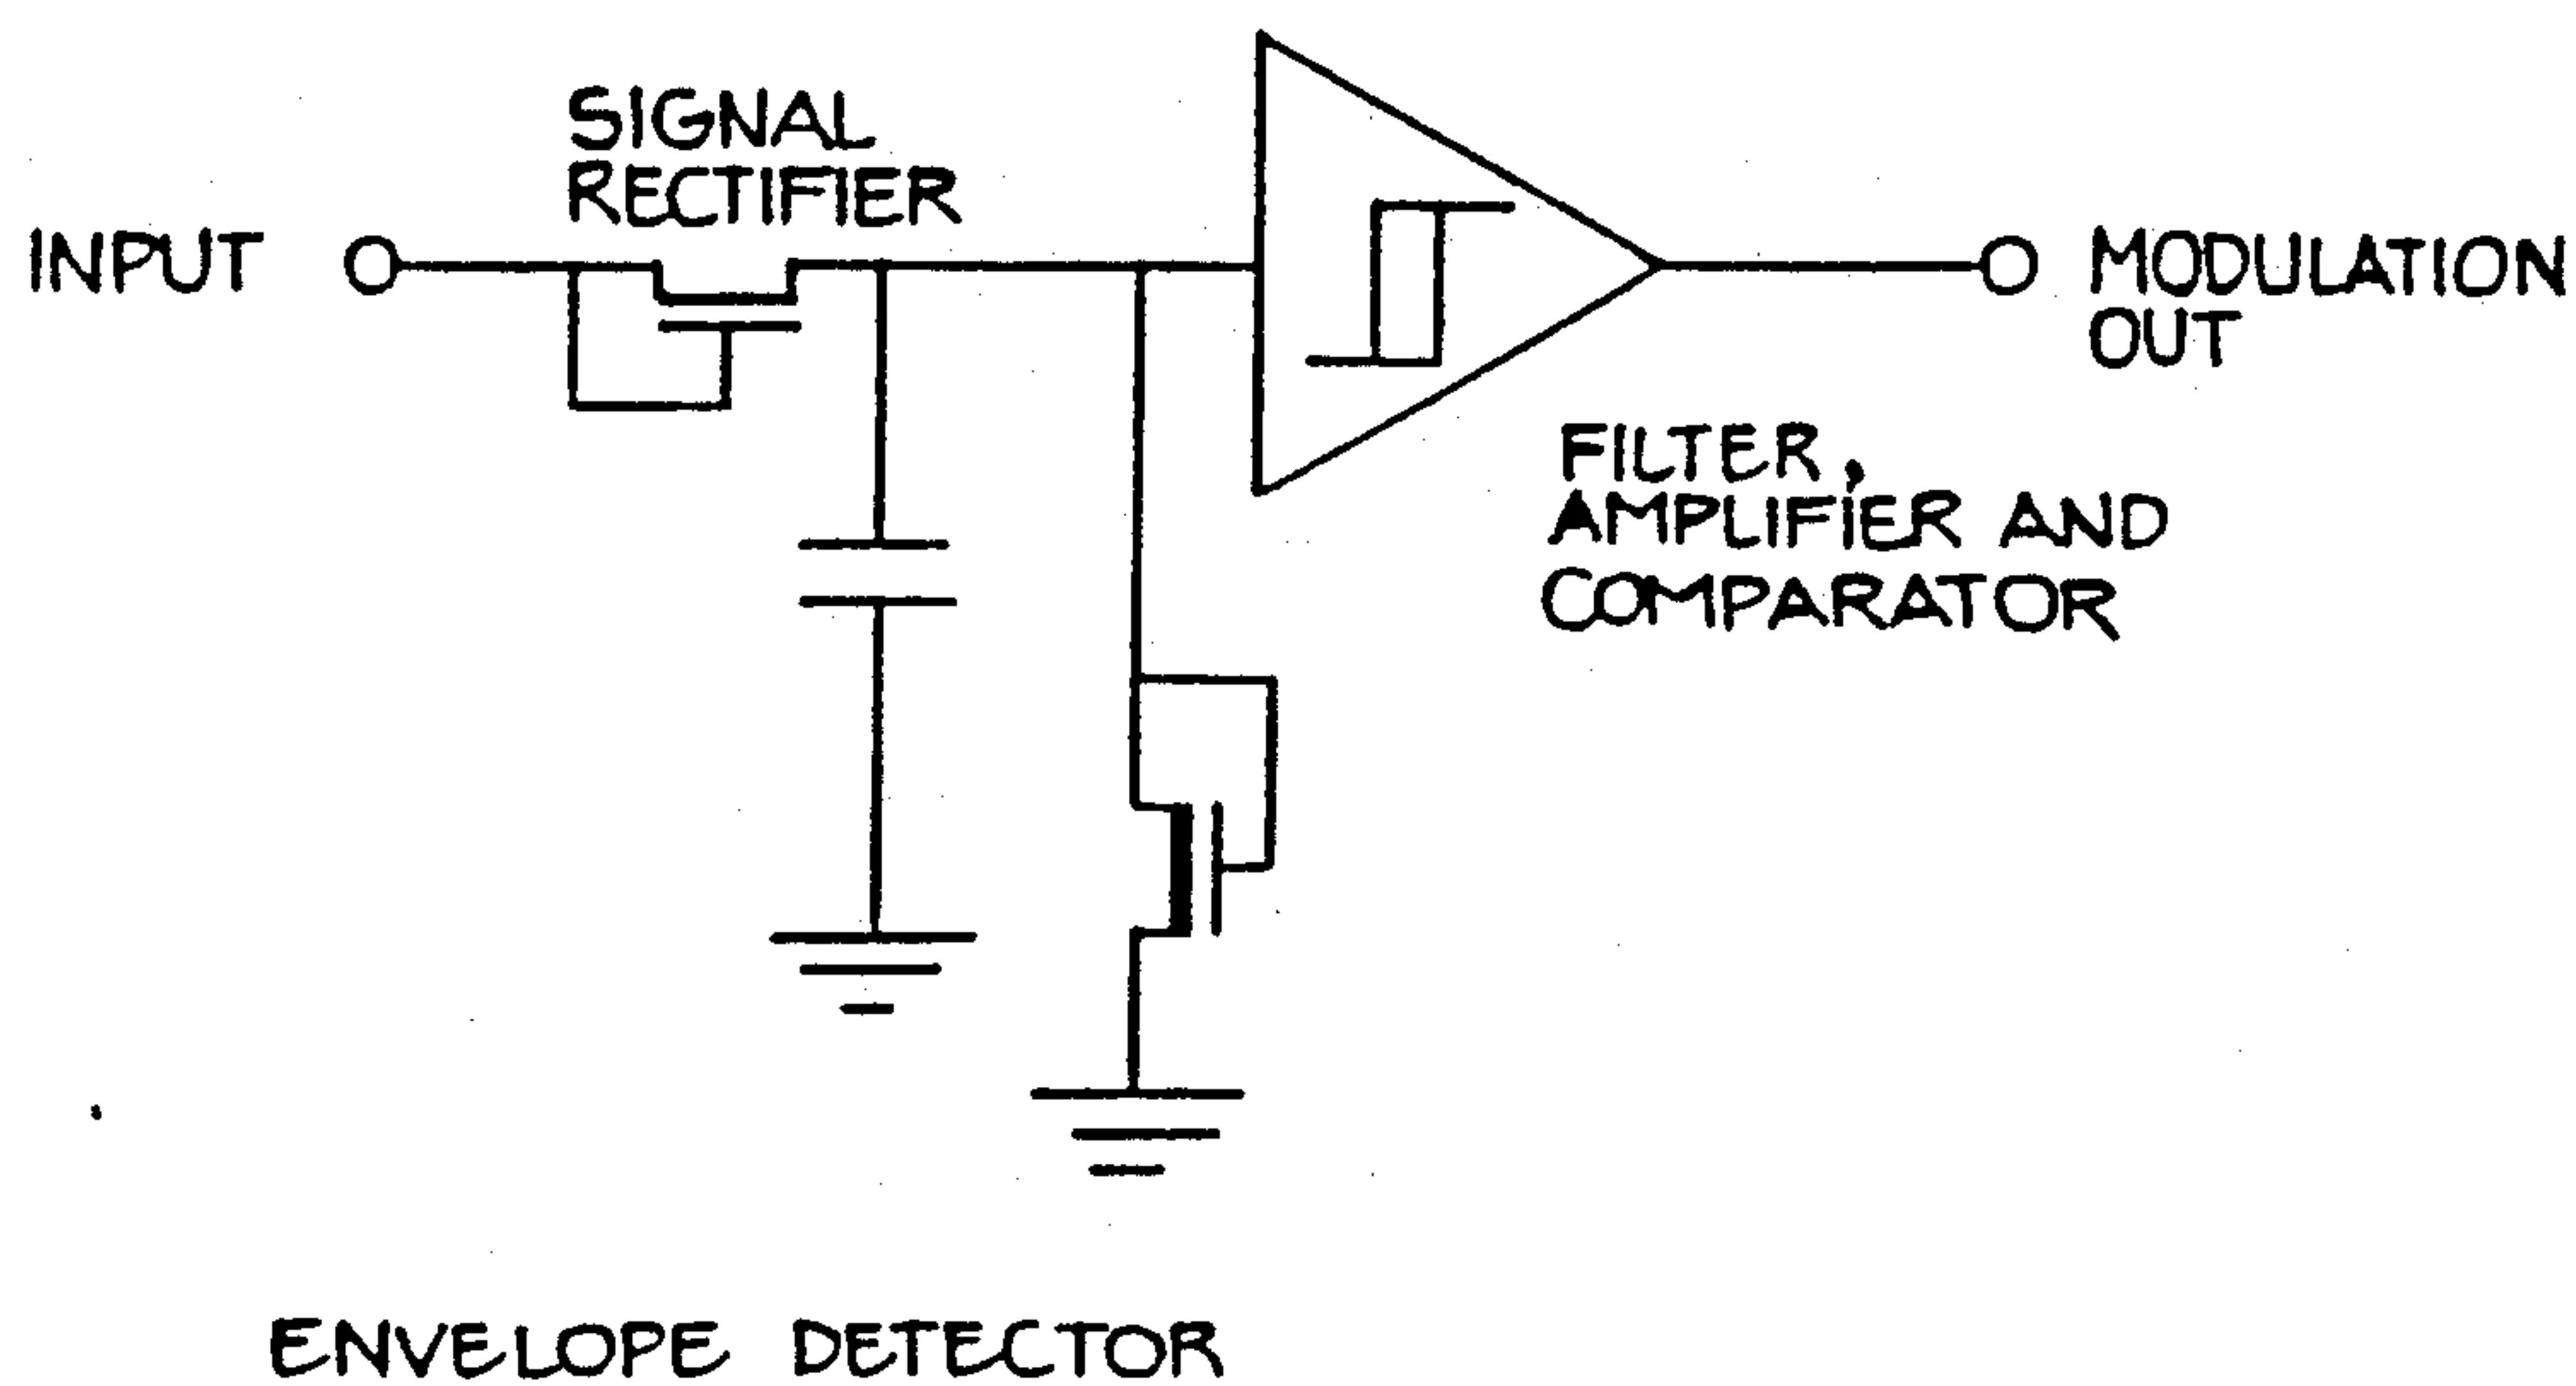 SIGNAL
RECTIFIER
INPUT
MODULATION
OUT
FILTER,
AMPLIFIER AND
COMPARATOR
ENVELOPE DETECTOR